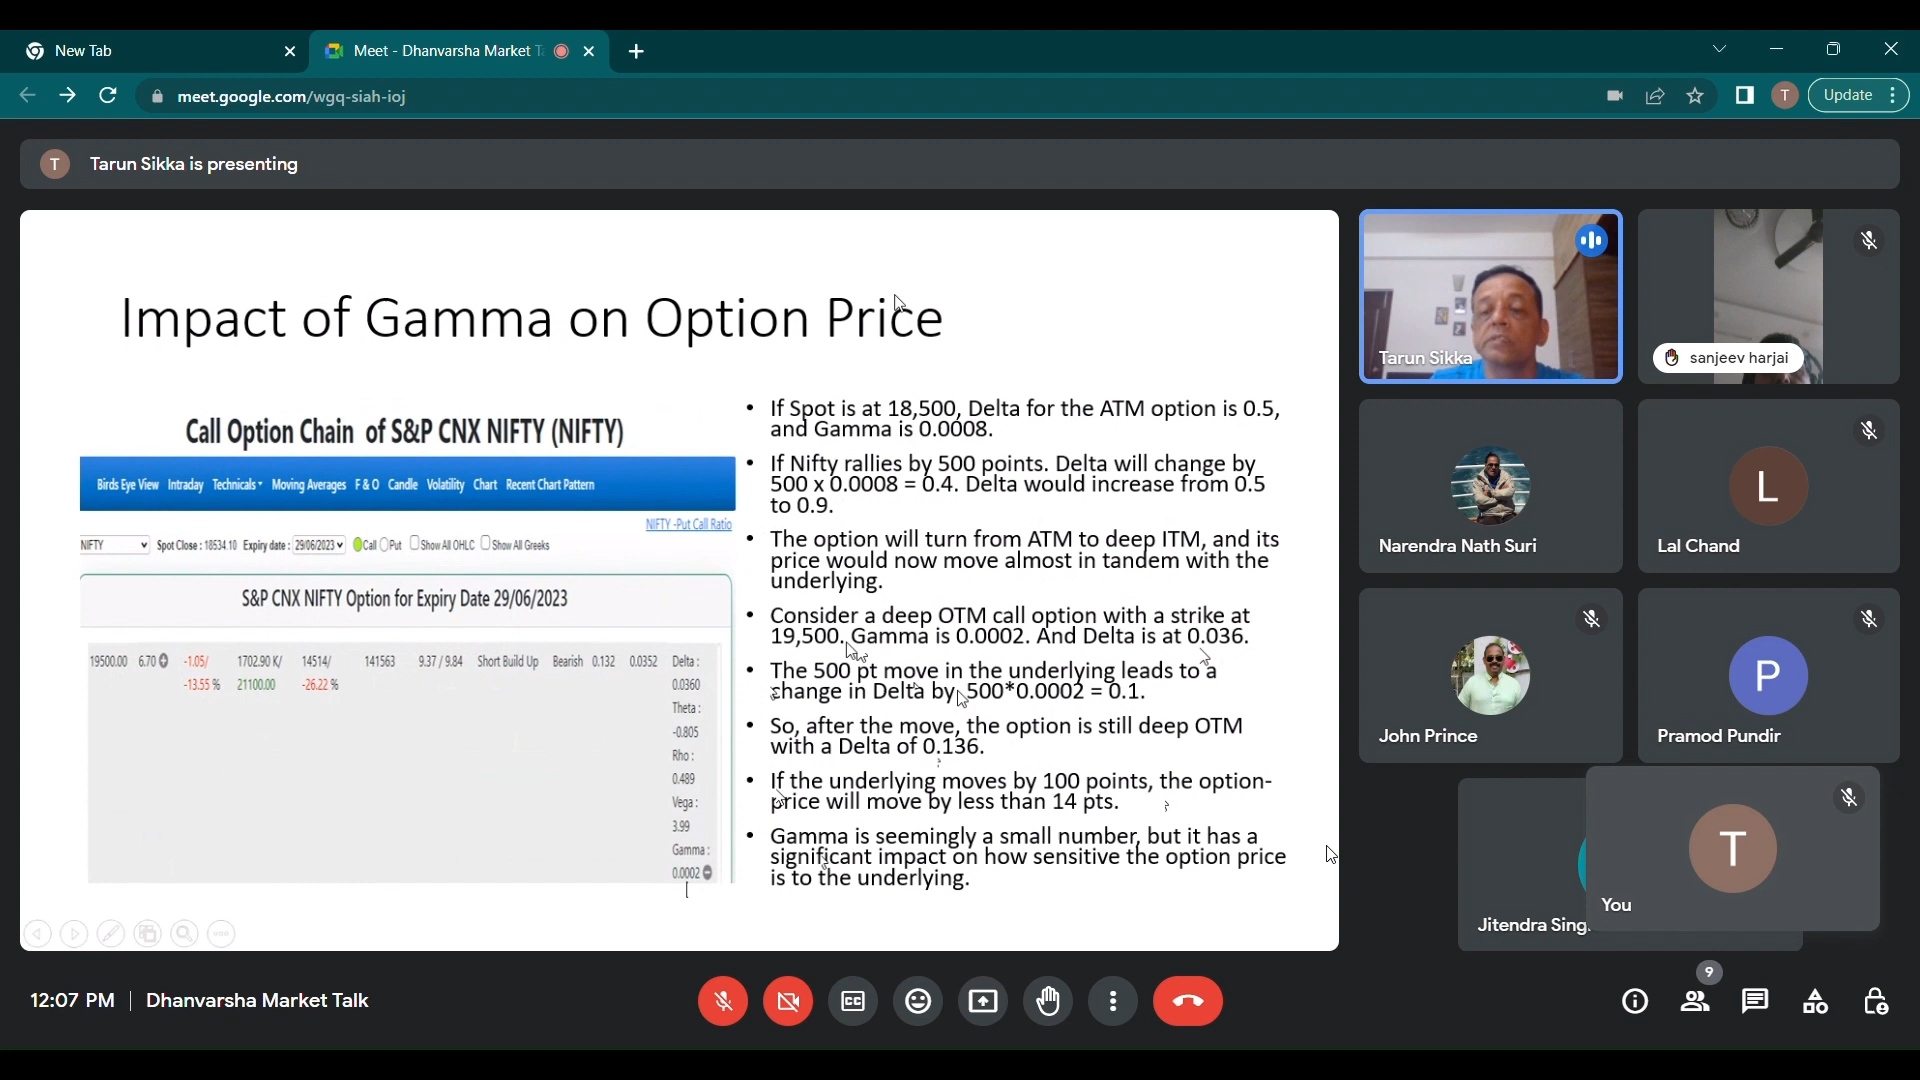 New Tab
Meet - Dhanvarsha Market T
meet.google.com/wgq-siah-ioj
T
Update
T
Tarun Sikka is presenting
Impact of Gamma on Option Price
Call Option Chain of S&P CNX NIFTY (NIFTY)
Birds Eye View Intraday Technicals Moving Averages F & O Candle Volatility Chart Recent Chart Pattern
NIFTY -Put Call Ratio
NIFTY Spot Close : 18534.10 Expiry date : 29/06/2023 Call Put Show All OHLC Show All Greeks
S&P CNX NIFTY Option for Expiry Date 29/06/2023
19500.00 6.70 -1.05/ 1702.90 K/ 14514/ 141563 9.37 / 9.84 Short Build Up Bearish 0.132 0.0352 Delta :
-13.55 % 21100.00 -26.22 % 0.0360
Theta :
-0.805
Rho :
0.489
Vega :
3.99
Gamma :
0.0002
• If Spot is at 18,500, Delta for the ATM option is 0.5,
and Gamma is 0.0008.
• If Nifty rallies by 500 points. Delta will change by
500 x 0.0008 = 0.4. Delta would increase from 0.5
to 0.9.
• The option will turn from ATM to deep ITM, and its
price would now move almost in tandem with the
underlying.
• Consider a deep OTM call option with a strike at
19,500. Gamma is 0.0002. And Delta is at 0.036.
• The 500 pt move in the underlying leads to a
change in Delta by 500*0.0002 = 0.1.
• So, after the move, the option is still deep OTM
with a Delta of 0.136.
• If the underlying moves by 100 points, the option-
price will move by less than 14 pts.
• Gamma is seemingly a small number, but it has a
significant impact on how sensitive the option price
is to the underlying.
Tarun Sikka
sanjeev harjai
Narendra Nath Suri
L
Lal Chand
John Prince
P
Pramod Pundir
Jitendra Sing
T
You
12:07 PM | Dhanvarsha Market Talk
CC
9